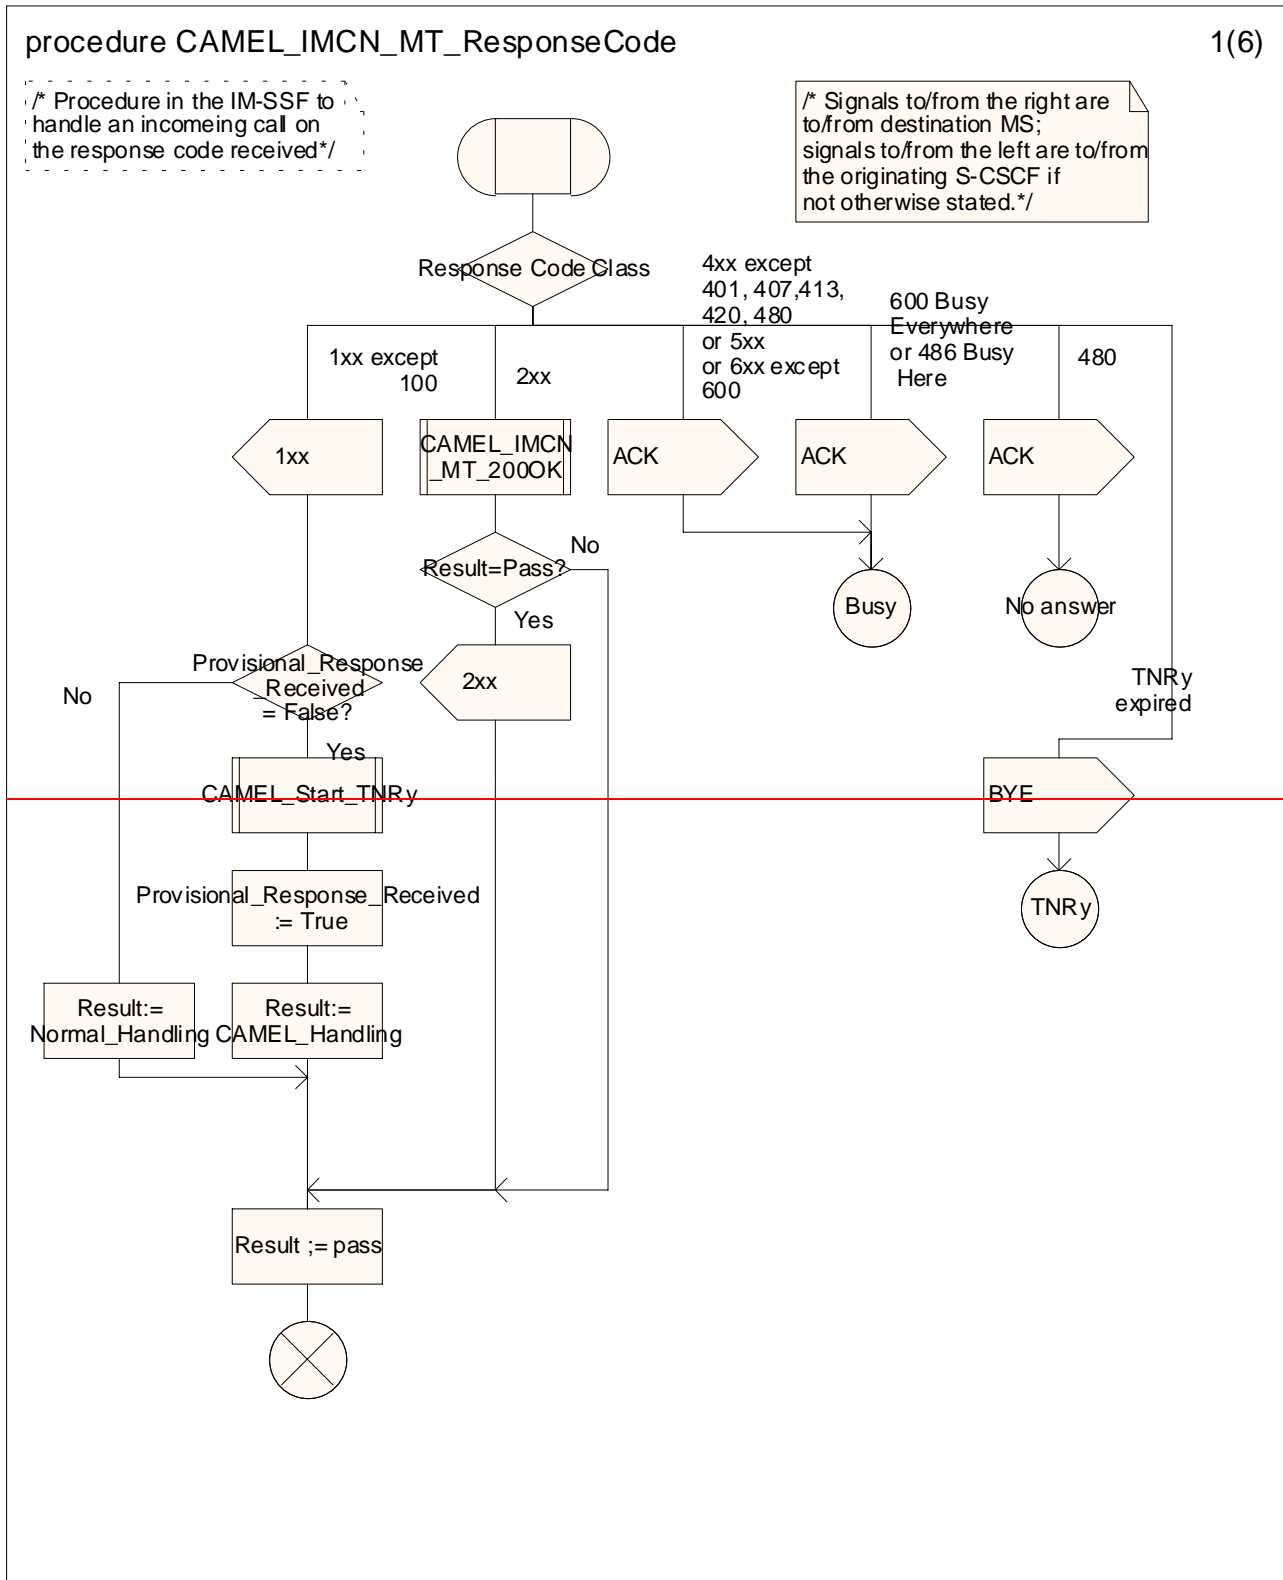 procedure CAMEL_IMCN_MT_ResponseCode
1(6)
/* Procedure in the IM-SSF to
handle an incomeing call on
the response code received*/
/* Signals to/from the right are
to/from destination MS;
signals to/from the left are to/from
the originating S-CSCF if
not otherwise stated.*/
Response Code Class
1xx except
100
2xx
4xx except
401, 407,413,
420, 480
or 5xx
or 6xx except
600
600 Busy
Everywhere
or 486 Busy
Here
480
1xx
CAMEL_IMCN
_MT_200OK
ACK
ACK
ACK
Result=Pass?
No
Yes
Busy
No answer
Provisional_Response
_Received
= False?
No
Yes
2xx
TNRy
expired
CAMEL_Start_TNRy
BYE
Provisional_Response_Received
:= True
TNRy
Result:=
Normal_Handling
Result:=
CAMEL_Handling
Result ;= pass